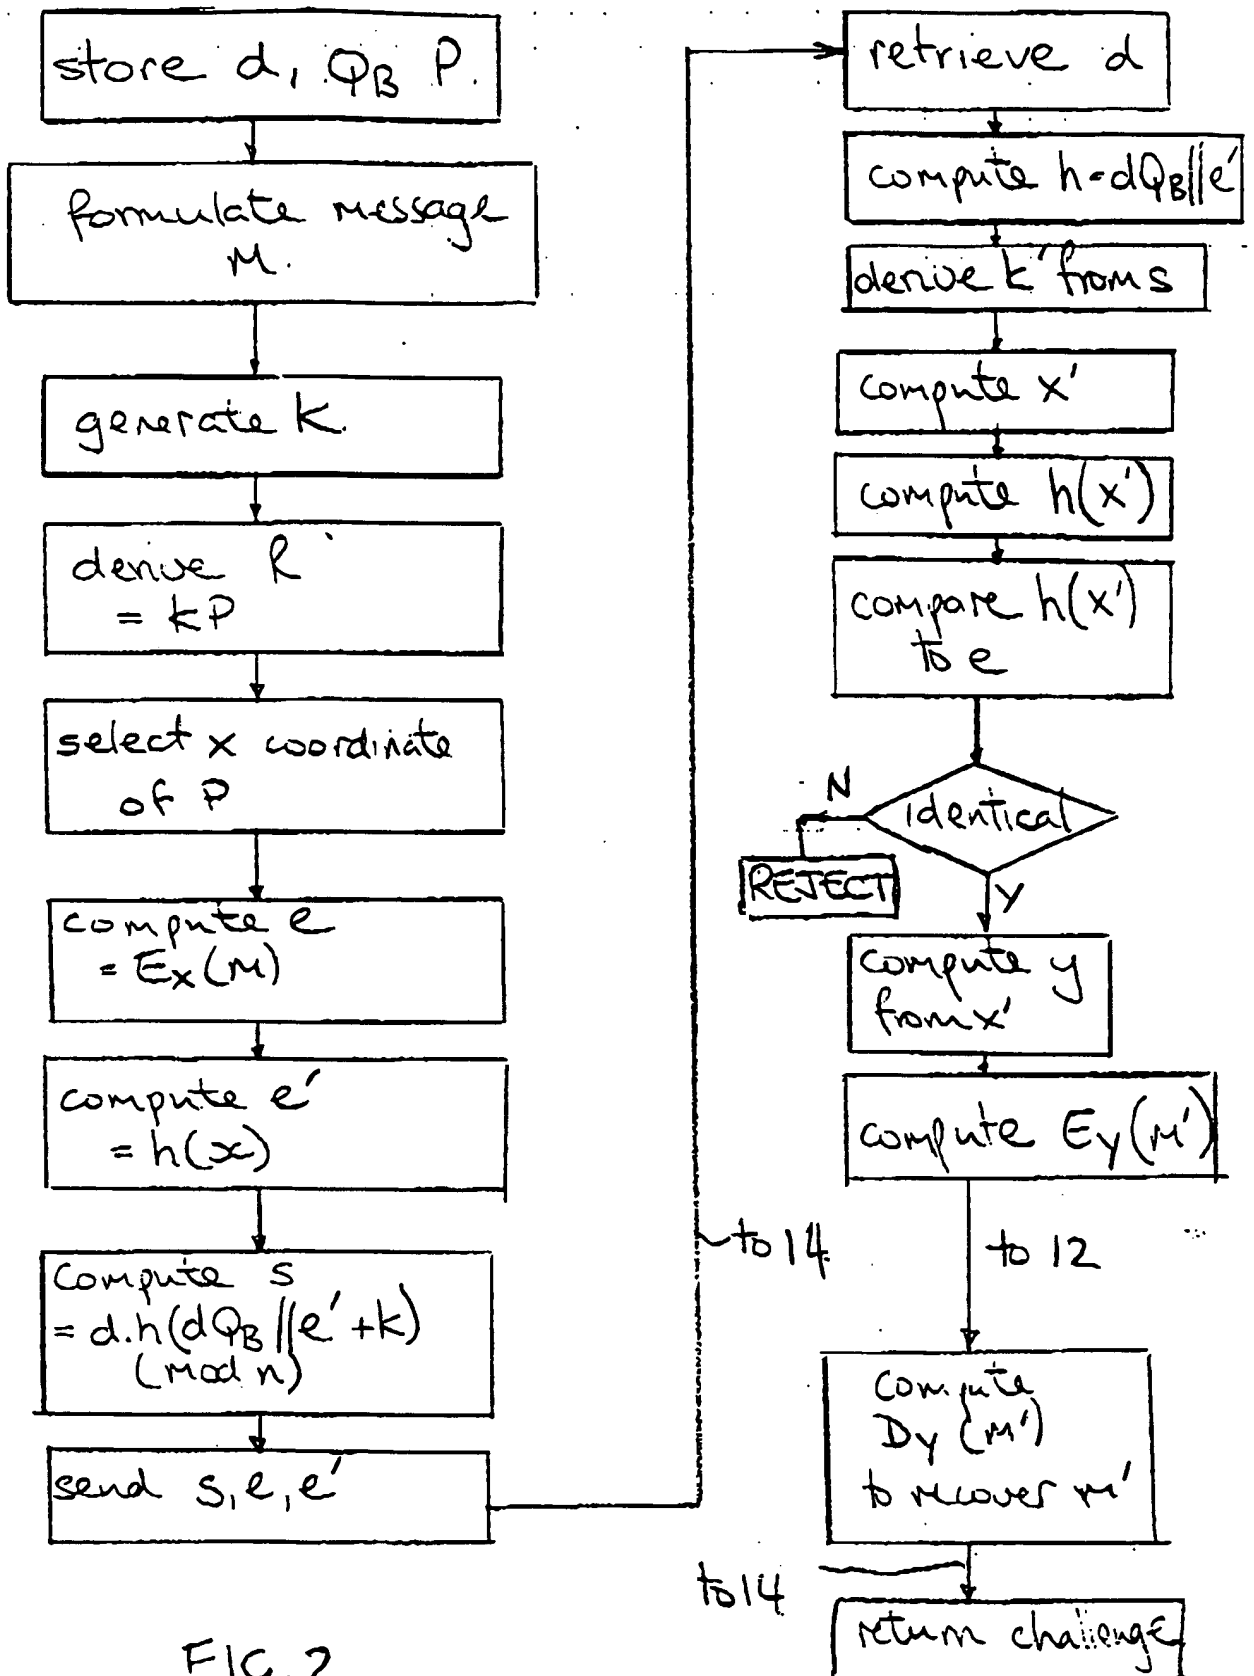 store d, QB P.
formulate message
M.
generate k.
derive R
= kP
select x coordinate
of P
compute e
= Ex(M)
compute e'
= h(x)
compute s
= d.h(dQB||e'+k)
(mod n)
send s,e,e'
FIG. 2
retrieve d
compute h=dQB||e'
derive k' from s
compute x'
compute h(x')
compare h(x')
to e
identical
N
REJECT
Y
compute y
from x'
compute Ey(m')
to 14
to 12
compute
Dy(m')
to recover m'
to 14
return challenge